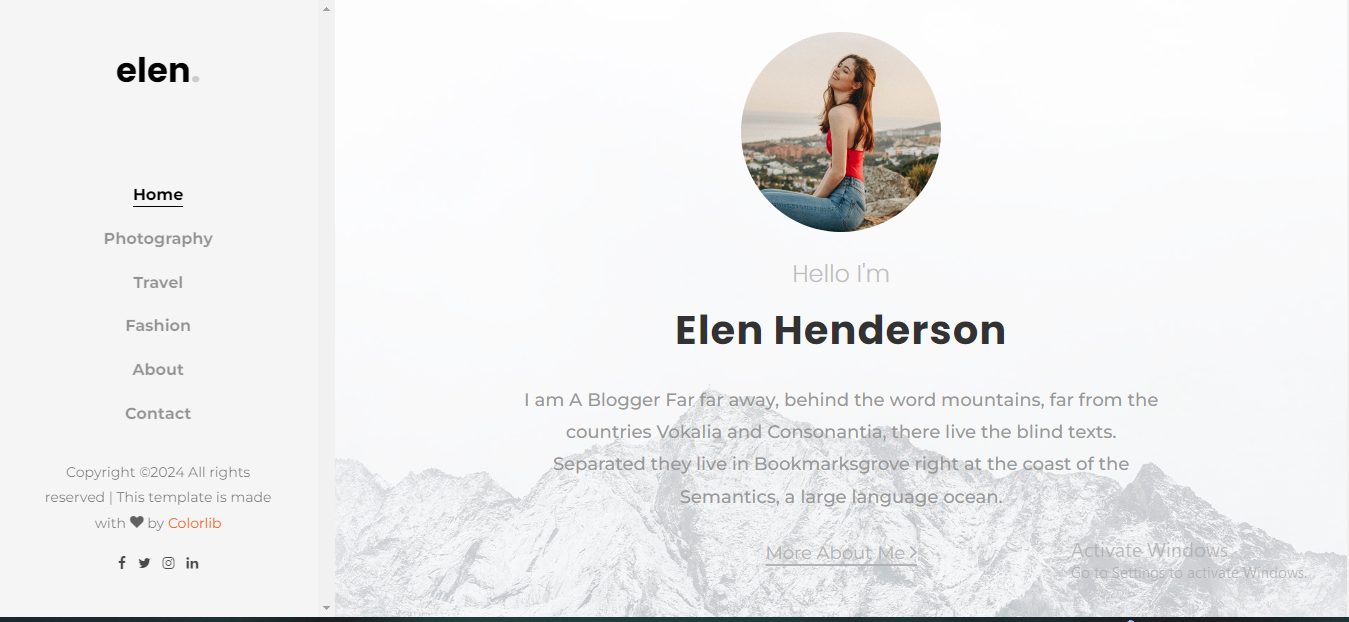 elen.
Home
Photography
Travel
Fashion
About
Contact
Copyright ©2024 All rights
reserved | This template is made
with ♥ by Colorlib
Hello I'm
Elen Henderson
I am A Blogger Far far away, behind the word mountains, far from the
countries Vokalia and Consonantia, there live the blind texts.
Separated they live in Bookmarksgrove right at the coast of the
Semantics, a large language ocean.
More About Me >
Activate Windows
Go to Settings to activate Windows.